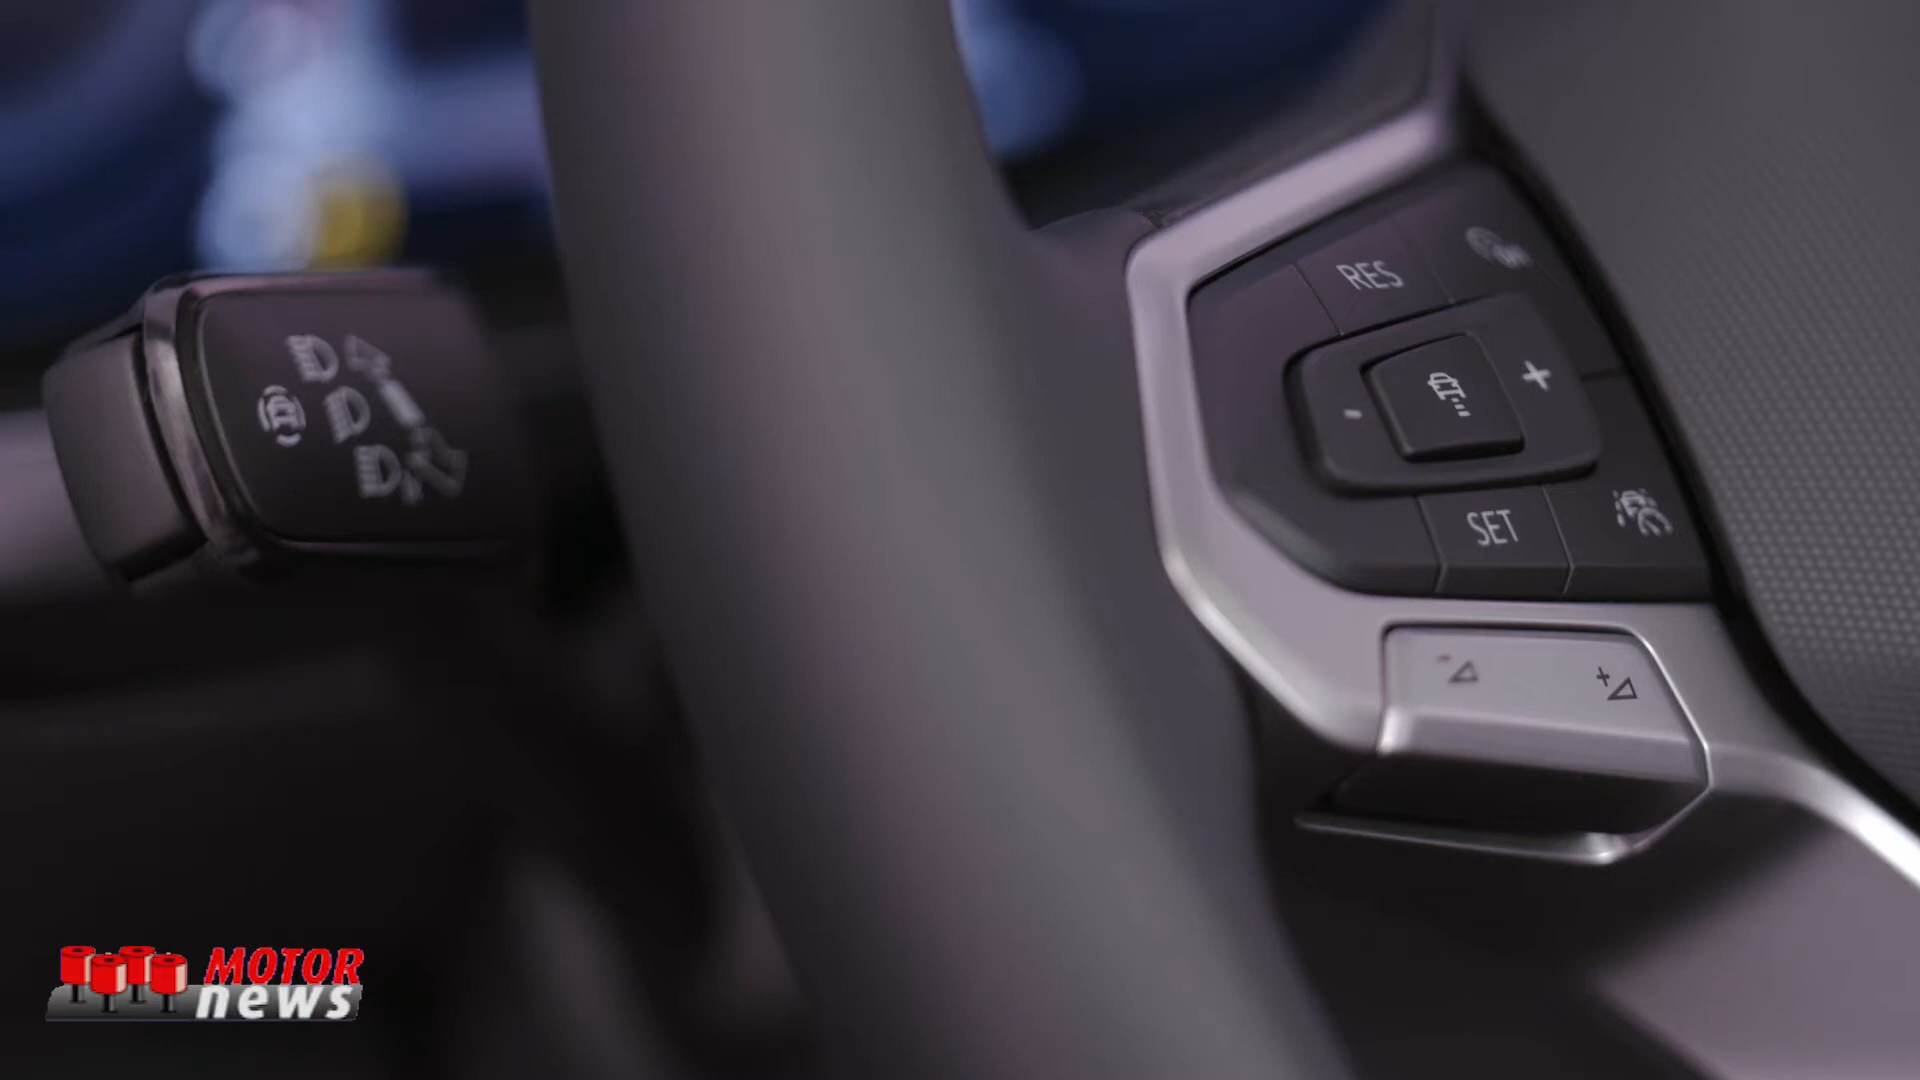 RES
+
-
SET
- +
MOTOR
news